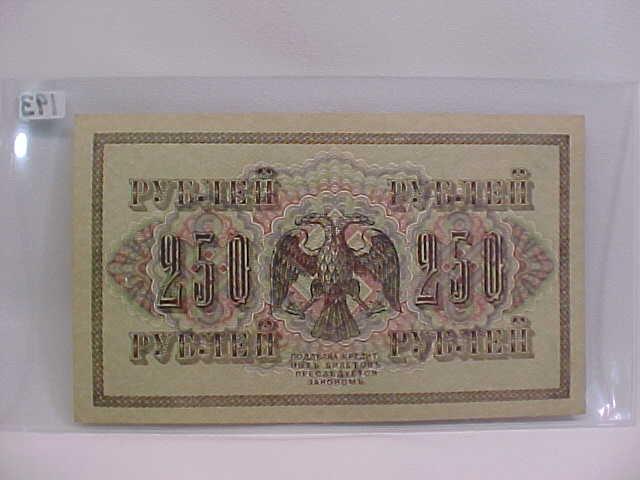 193
РУБЛЕЙ РУБЛЕЙ
250 250
РУБЛЕЙ РУБЛЕЙ
ПОДДѢЛКА КРЕДИТ
НЫХЪ БИЛЕТОВЪ
ПРЕСЛѢДУЕТСЯ
ЗАКОНОМЪ